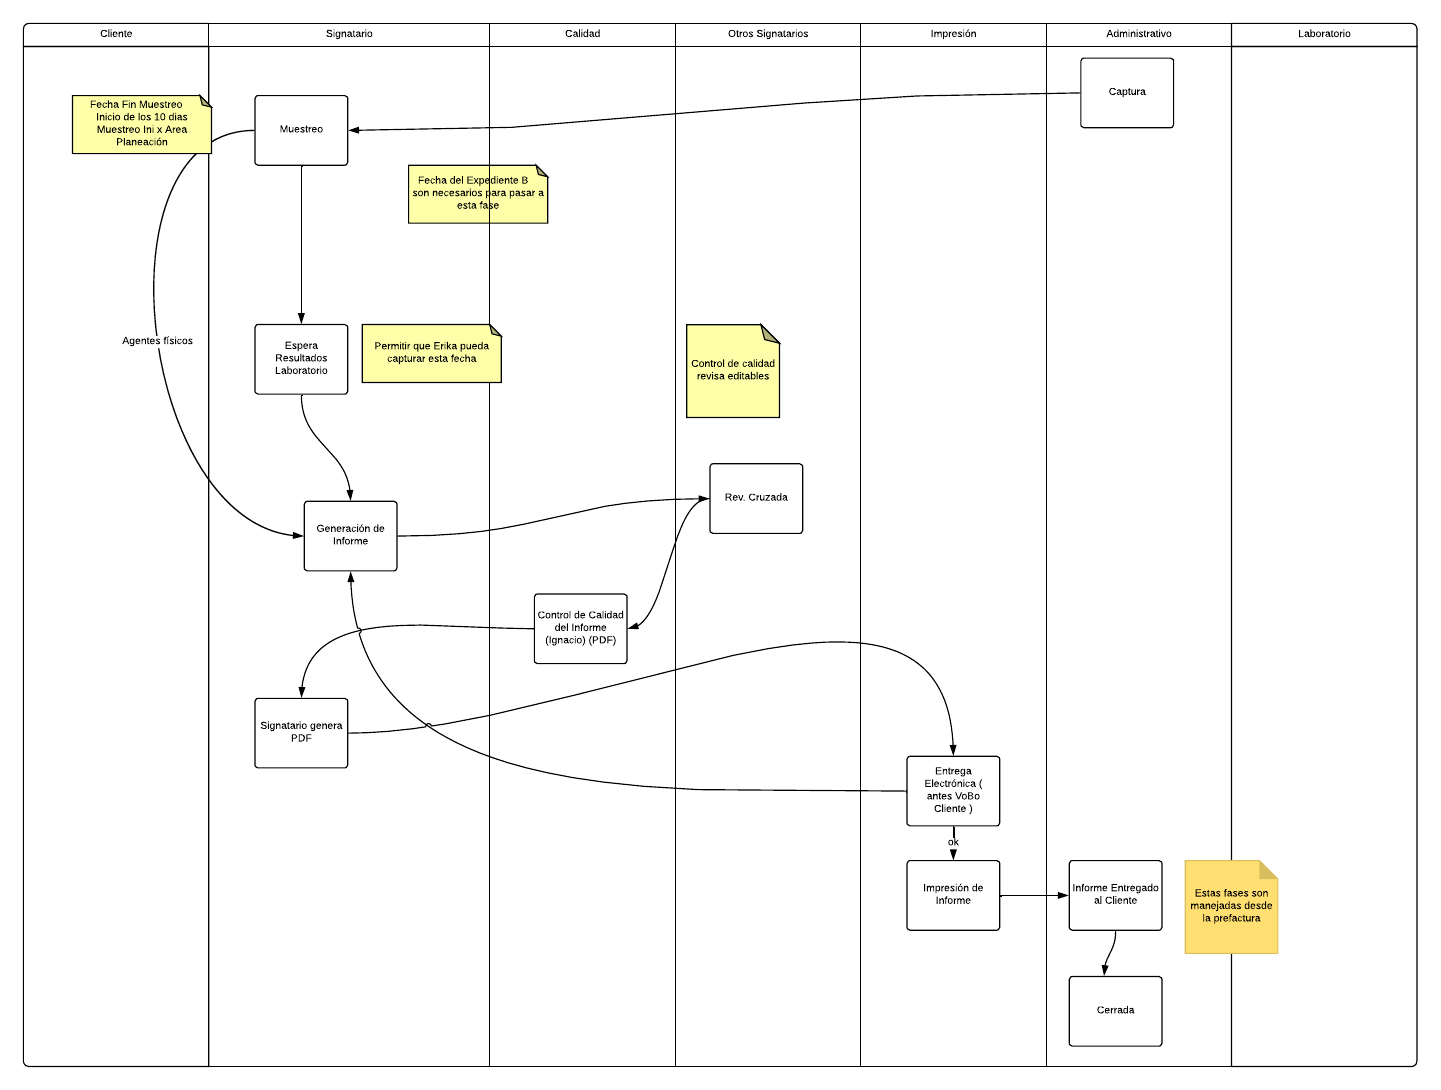 Cliente
Signatario
Calidad
Otros Signatarios
Impresión
Administrativo
Laboratorio
Captura
Fecha Fin Muestreo
Inicio de los 10 dias
Muestreo Ini x Area
Planeación
Muestreo
Fecha del Expediente B
son necesarios para pasar a
esta fase
Agentes físicos
Espera
Resultados
Laboratorio
Permitir que Erika pueda
capturar esta fecha
Control de calidad
revisa editables
Rev. Cruzada
Generación de
Informe
Control de Calidad
del Informe
(Ignacio) (PDF)
Signatario genera
PDF
Entrega
Electrónica (
antes VoBo
Cliente )
ok
Impresión de
Informe
Informe Entregado
al Cliente
Estas fases son
manejadas desde
la prefactura
Cerrada